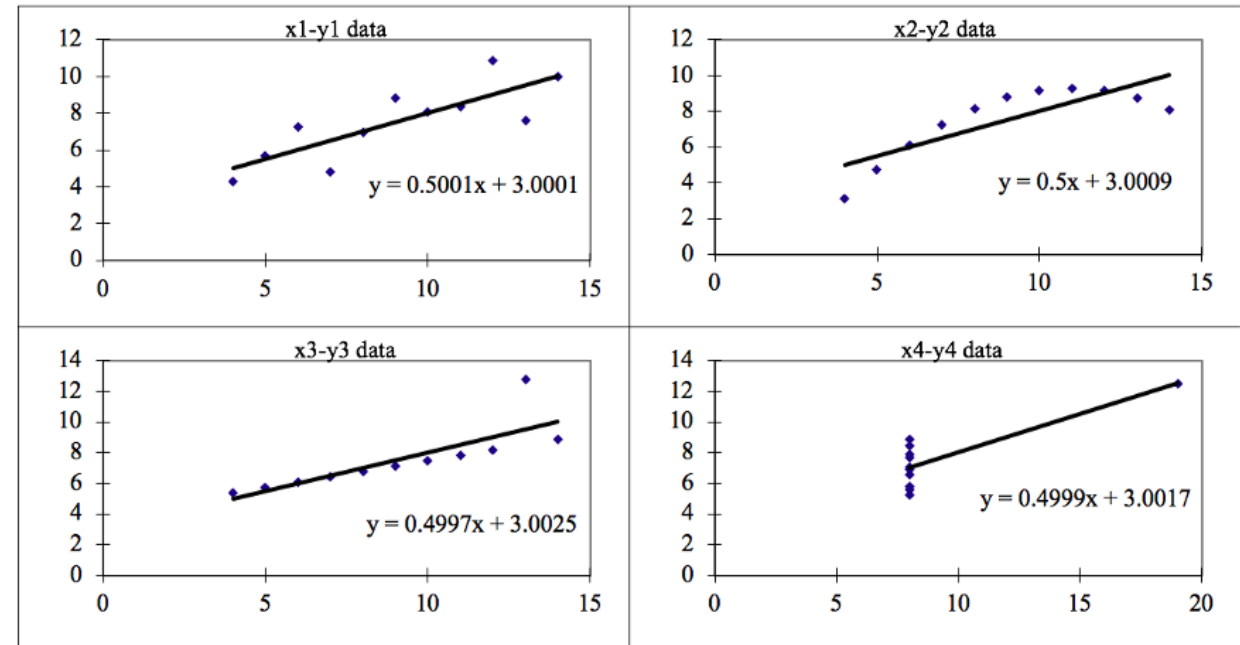 x1-y1 data
12
10
8
6
4
2
0
y = 0.5001x + 3.0001
0 5 10 15
x2-y2 data
12
10
8
6
4
2
0
y = 0.5x + 3.0009
0 5 10 15
x3-y3 data
14
12
10
8
6
4
2
0
y = 0.4997x + 3.0025
0 5 10 15
x4-y4 data
14
12
10
8
6
4
2
0
y = 0.4999x + 3.0017
0 5 10 15 20